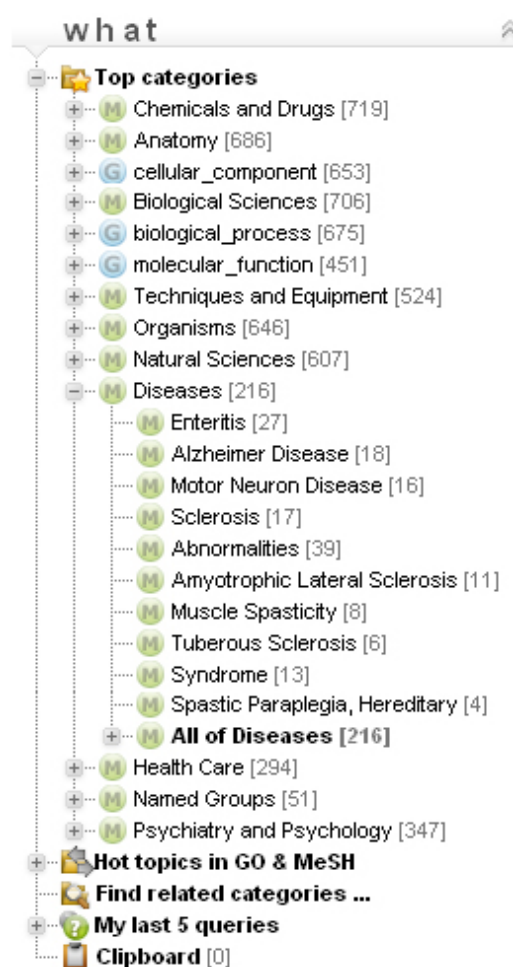 what
Top categories
M Chemicals and Drugs [719]
M Anatomy [686]
G cellular_component [653]
M Biological Sciences [706]
G biological_process [675]
G molecular_function [451]
M Techniques and Equipment [524]
M Organisms [646]
M Natural Sciences [607]
M Diseases [216]
M Enteritis [27]
M Alzheimer Disease [18]
M Motor Neuron Disease [16]
M Sclerosis [17]
M Abnormalities [39]
M Amyotrophic Lateral Sclerosis [11]
M Muscle Spasticity [8]
M Tuberous Sclerosis [6]
M Syndrome [13]
M Spastic Paraplegia, Hereditary [4]
M All of Diseases [216]
M Health Care [294]
M Named Groups [51]
M Psychiatry and Psychology [347]
Hot topics in GO & MeSH
Find related categories ...
? My last 5 queries
Clipboard [0]